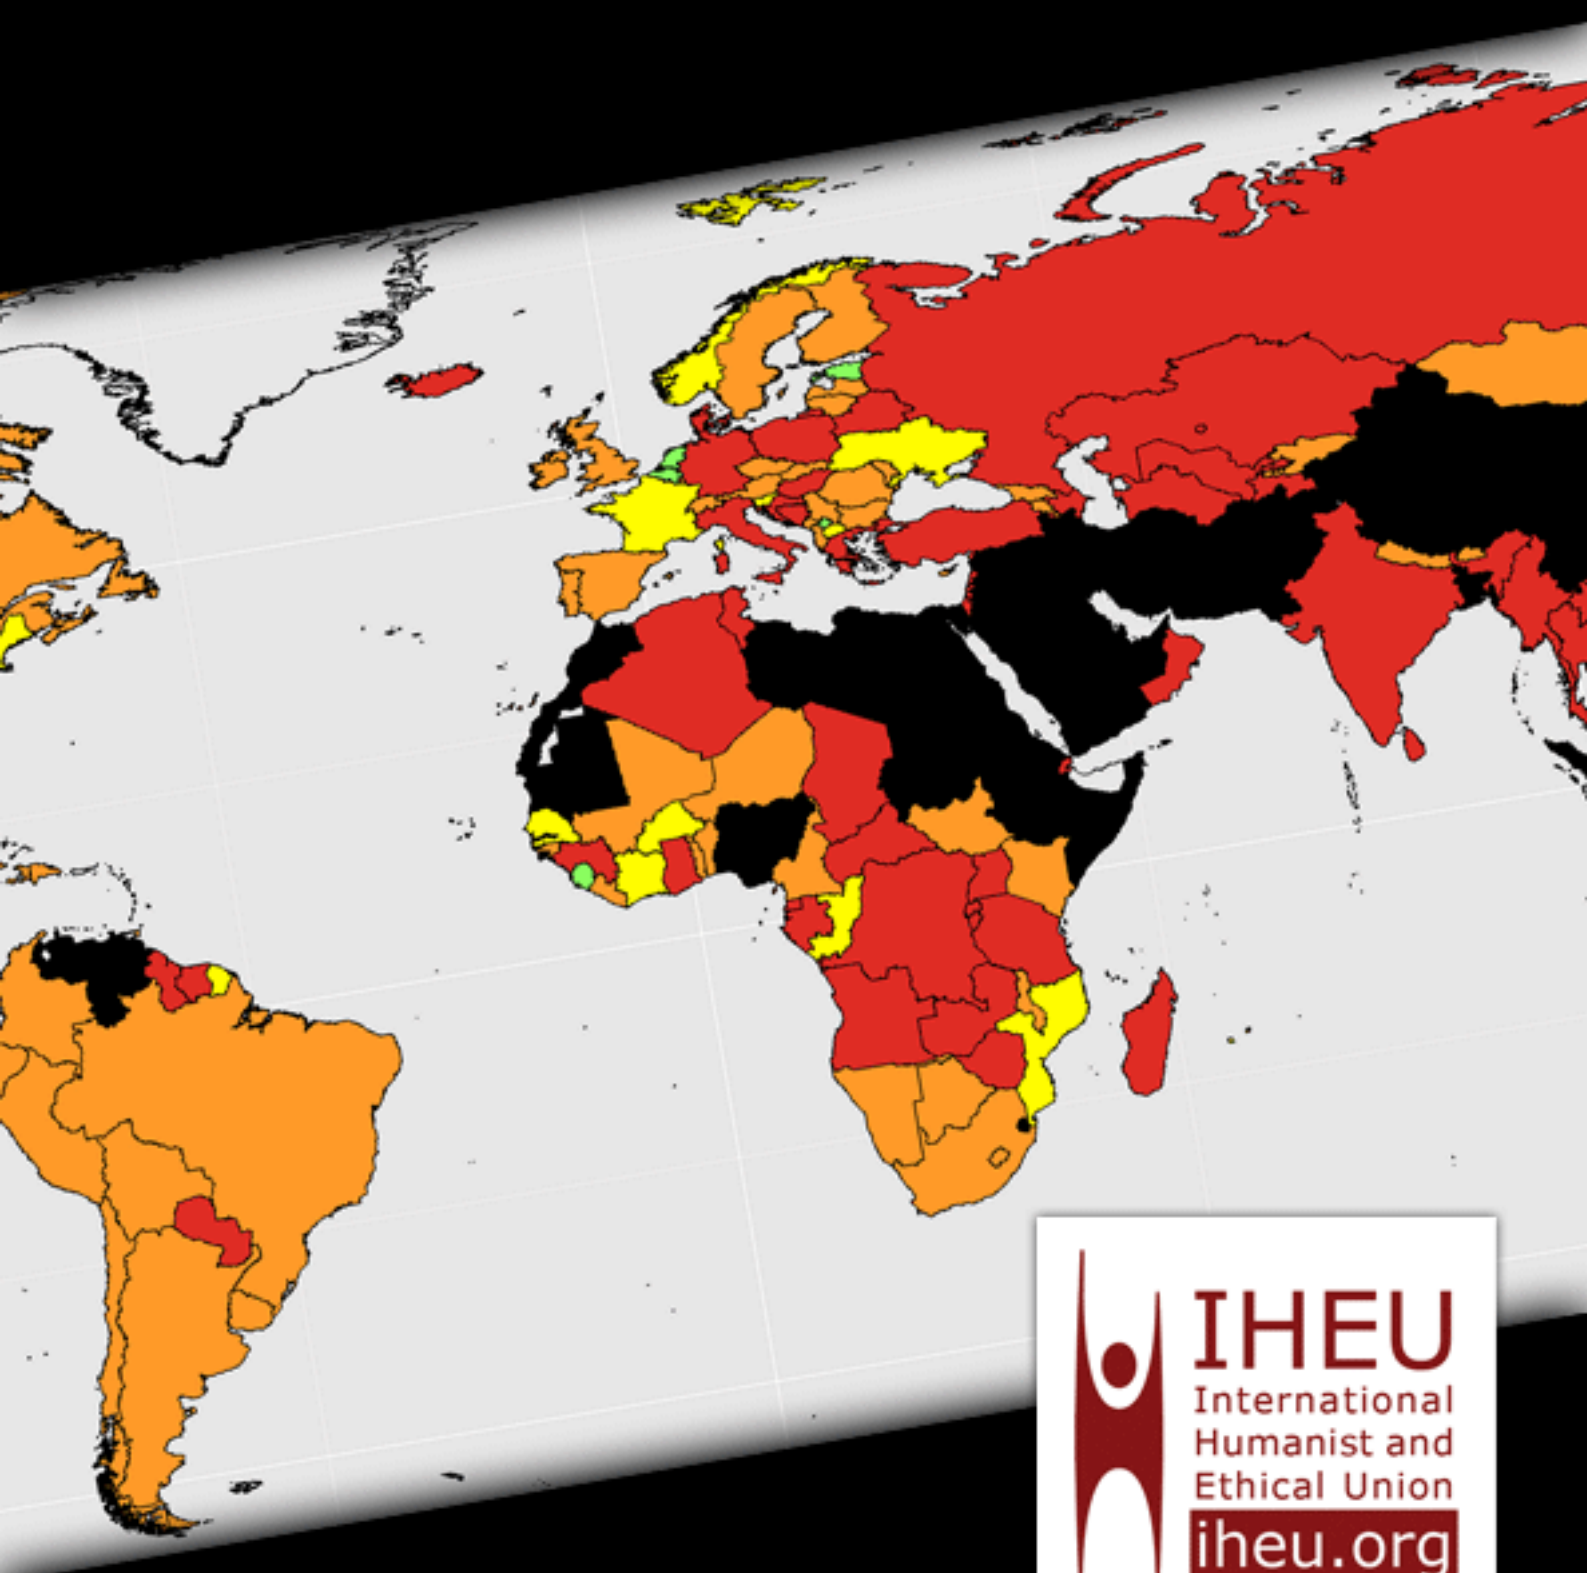 IHEU
International
Humanist and
Ethical Union
iheu.org